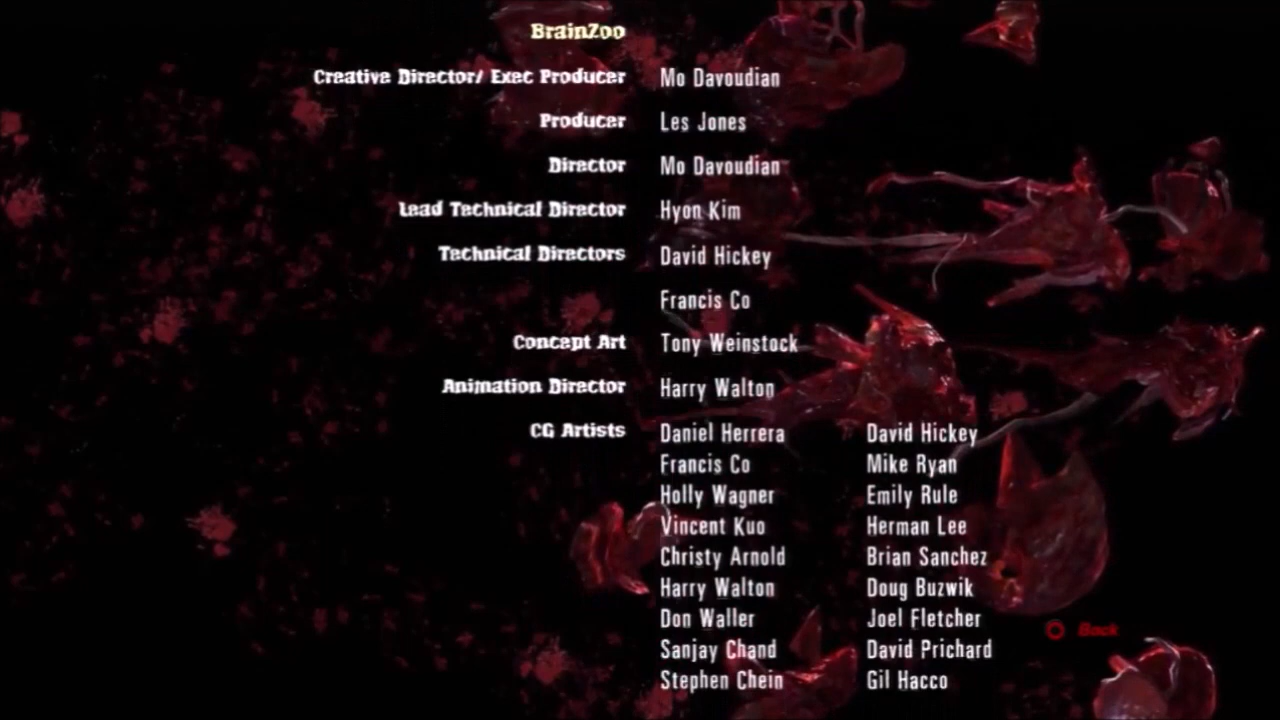 BrainZoo
Creative Director/ Exec Producer Mo Davoudian
Producer Les Jones
Director Mo Davoudian
Lead Technical Director Hyon Kim
Technical Directors David Hickey
Francis Co
Concept Art Tony Weinstock
Animation Director Harry Walton
CG Artists Daniel Herrera David Hickey
Francis Co Mike Ryan
Holly Wagner Emily Rule
Vincent Kuo Herman Lee
Christy Arnold Brian Sanchez
Harry Walton Doug Buzwik
Don Waller Joel Fletcher
Back
Sanjay Chand David Prichard
Stephen Chein Gil Hacco